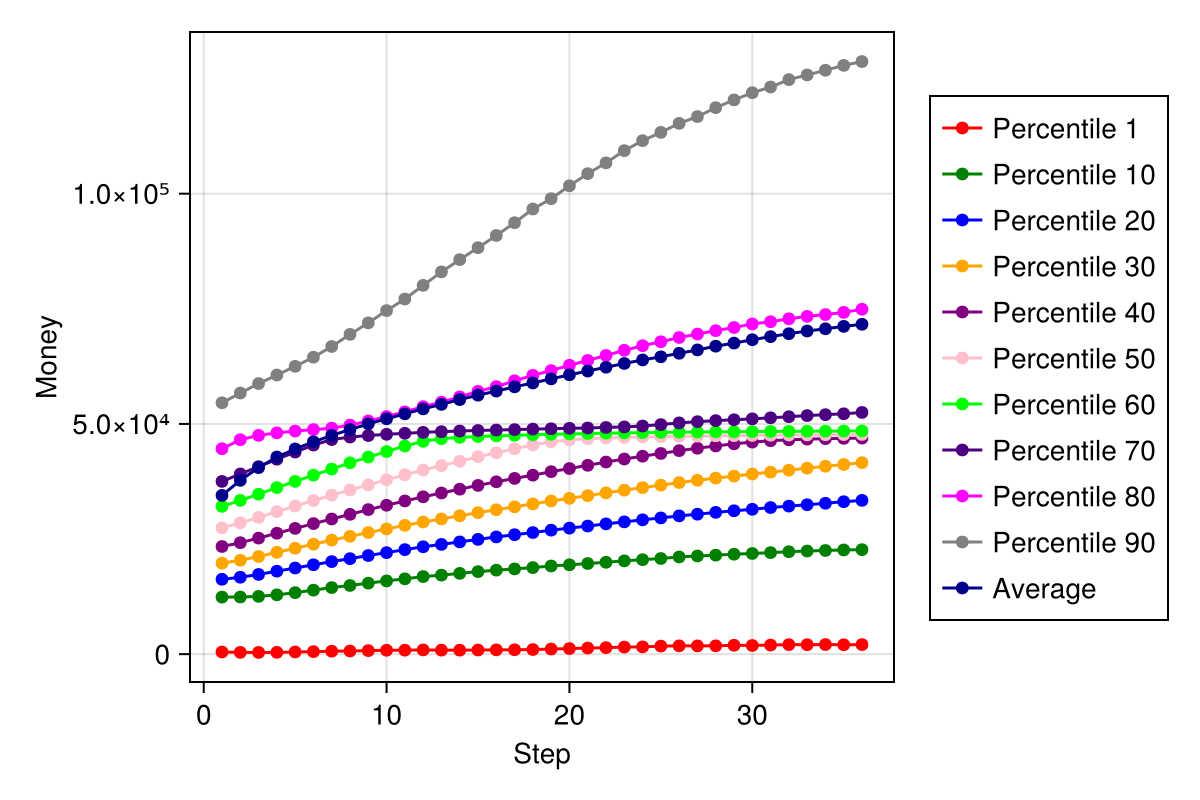 Money
1.0×10⁵
5.0×10⁴
0
0 10 20 30
Step
Percentile 1
Percentile 10
Percentile 20
Percentile 30
Percentile 40
Percentile 50
Percentile 60
Percentile 70
Percentile 80
Percentile 90
Average